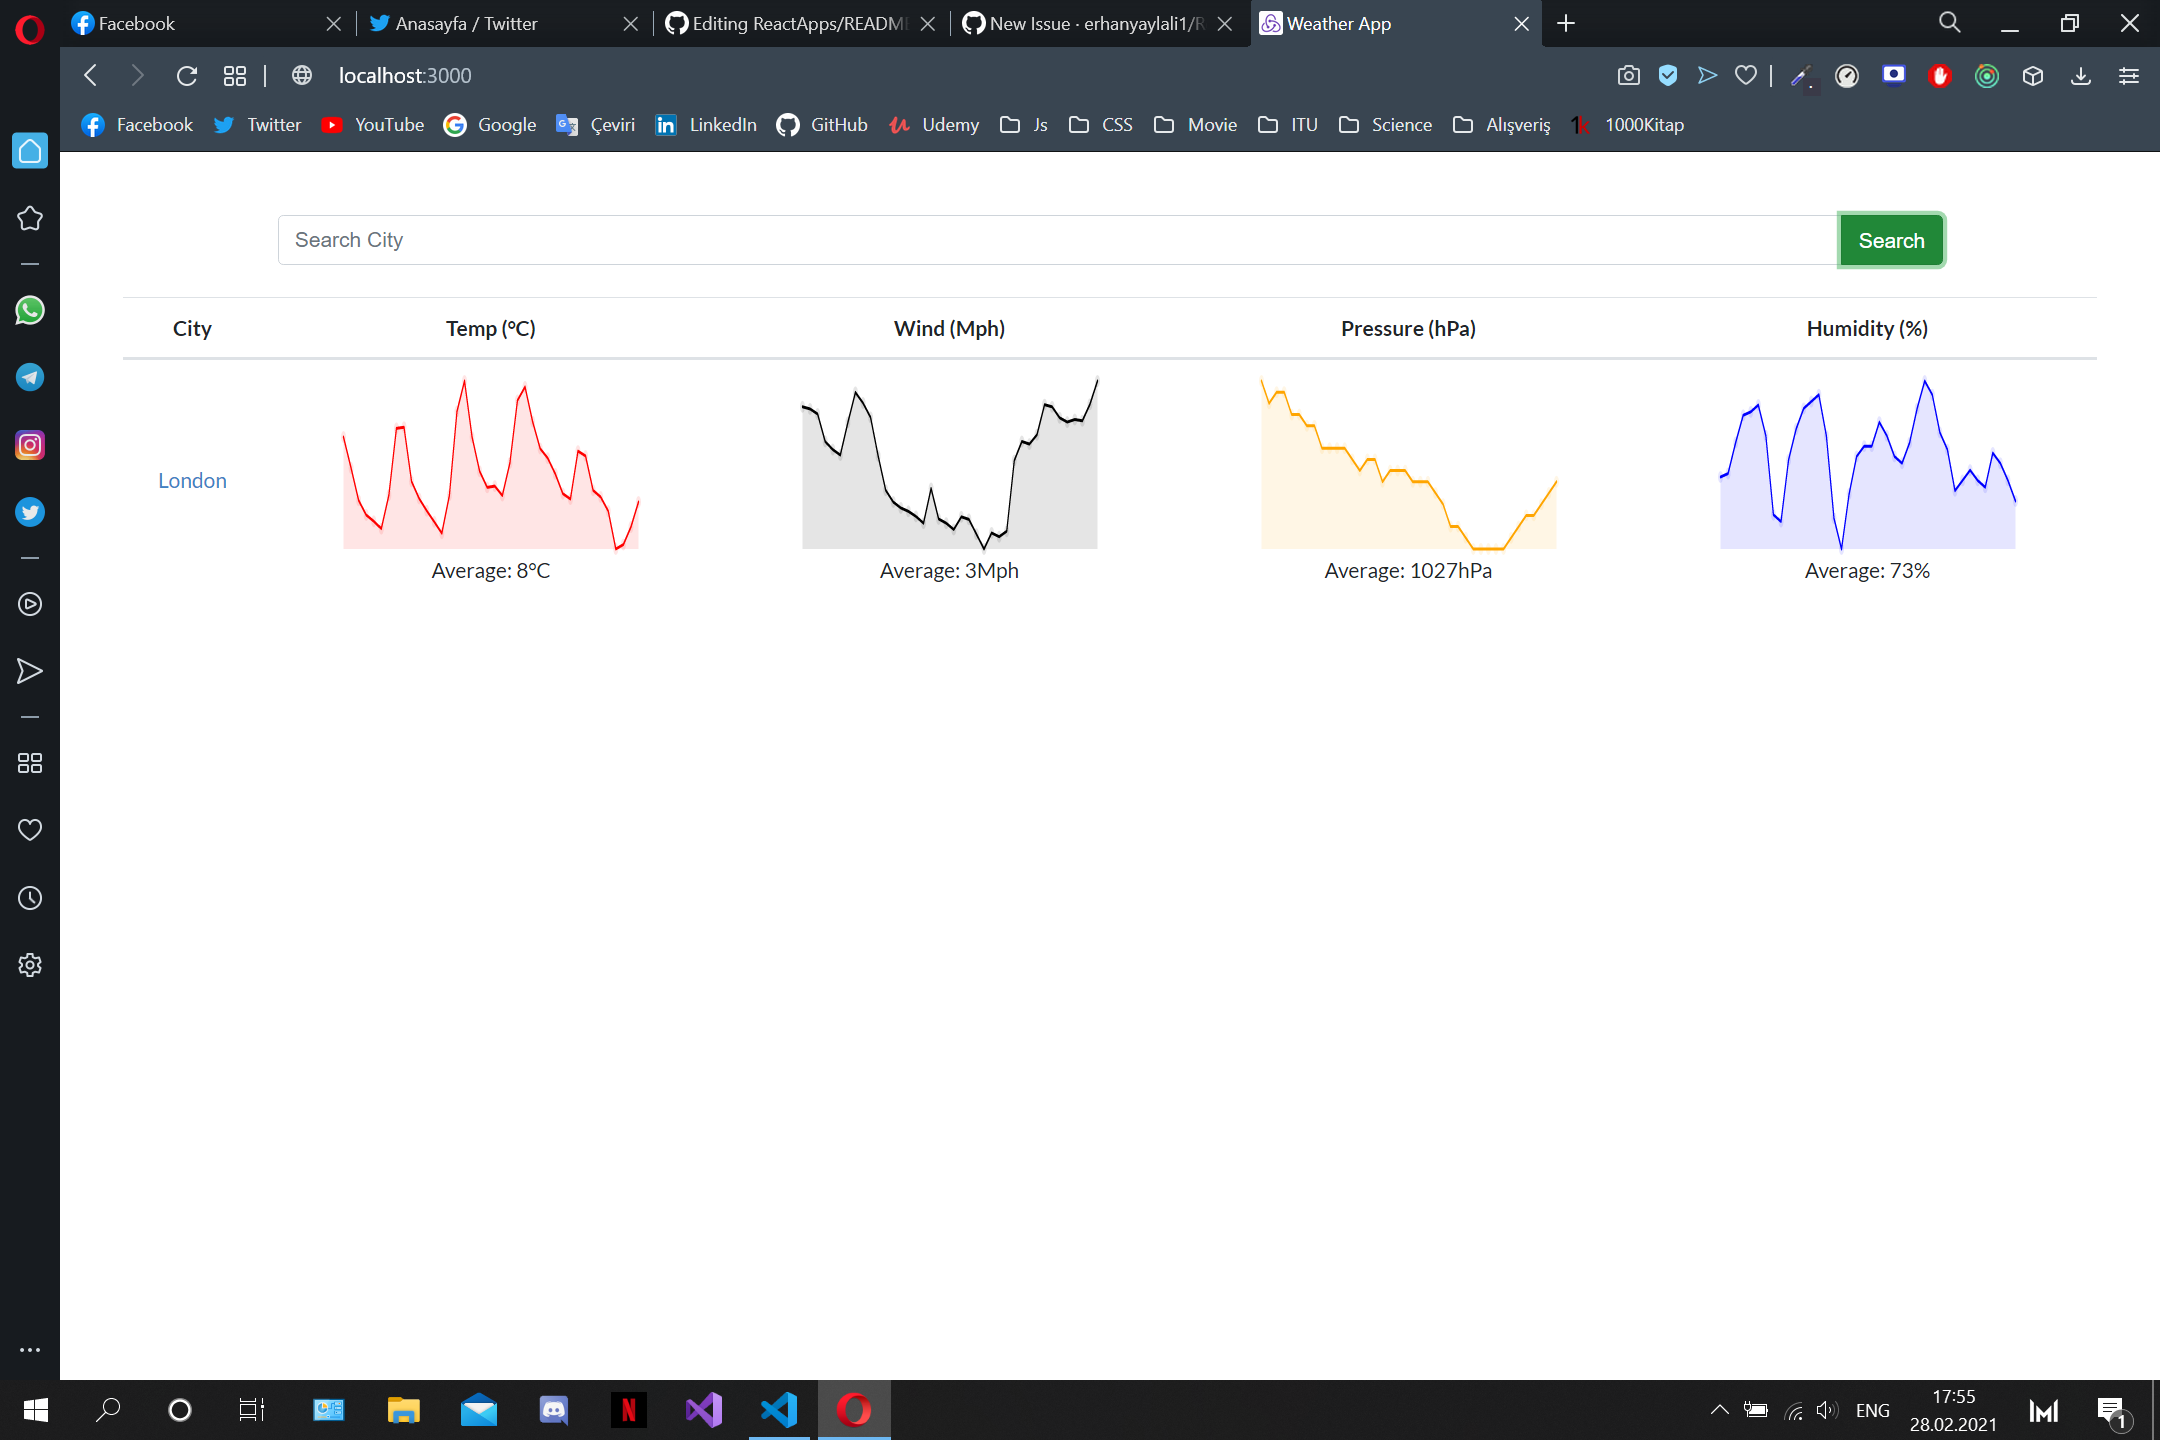 Facebook
Anasayfa / Twitter
Editing ReactApps/README
New Issue · erhanyaylali1/R
Weather App
localhost:3000
Facebook Twitter YouTube Google Çeviri LinkedIn GitHub Udemy Js CSS Movie ITU Science Alışveriş 1000Kitap
Search City
Search
City Temp (°C) Wind (Mph) Pressure (hPa) Humidity (%)
London
Average: 8°C Average: 3Mph Average: 1027hPa Average: 73%
ENG
17:55
28.02.2021
1